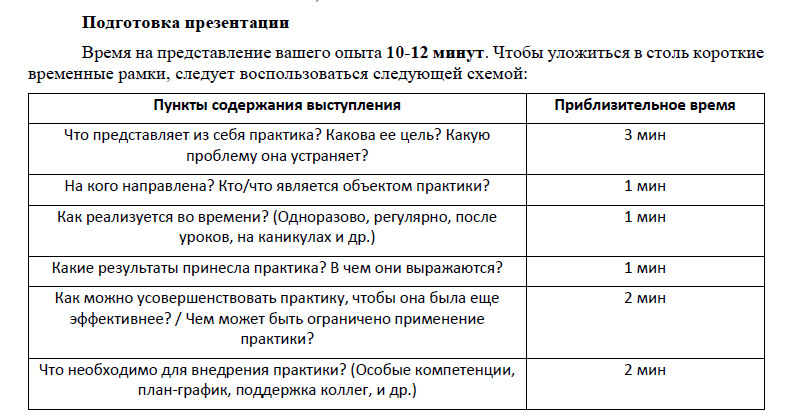 Подготовка презентации
Время на представление вашего опыта 10-12 минут. Чтобы уложиться в столь короткие
временные рамки, следует воспользоваться следующей схемой:
Пункты содержания выступления
Приблизительное время
Что представляет из себя практика? Какова ее цель? Какую
проблему она устраняет?
3 мин
На кого направлена? Кто/что является объектом практики?
1 мин
Как реализуется во времени? (Одноразово, регулярно, после
уроков, на каникулах и др.)
1 мин
Какие результаты принесла практика? В чем они выражаются?
1 мин
Как можно усовершенствовать практику, чтобы она была еще
эффективнее? / Чем может быть ограничено применение
практики?
2 мин
Что необходимо для внедрения практики? (Особые компетенции,
план-график, поддержка коллег, и др.)
2 мин